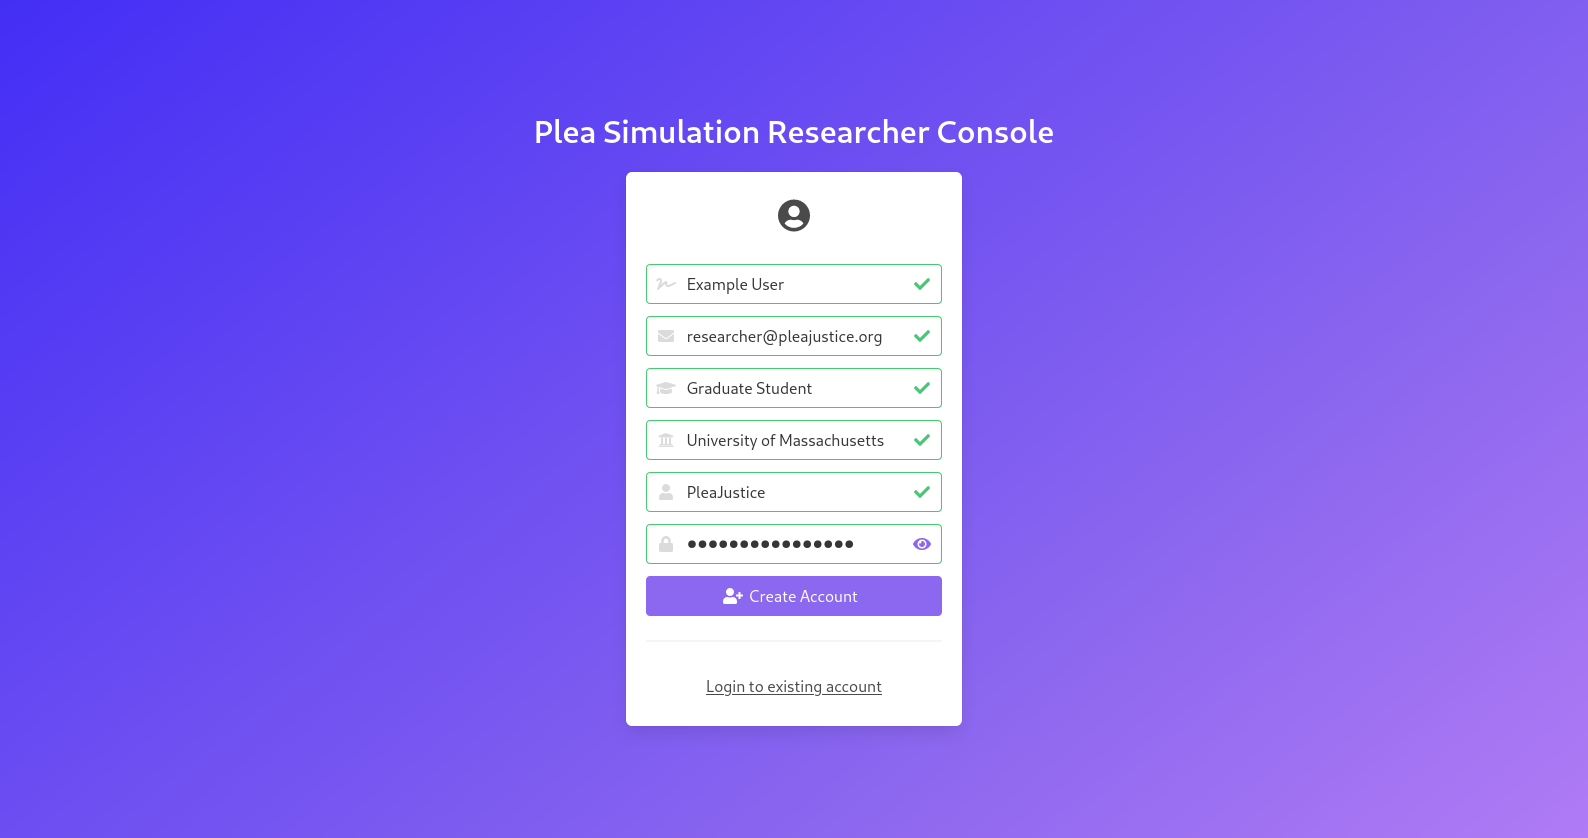 Plea Simulation Researcher Console
Example User
researcher@pleajustice.org
Graduate Student
University of Massachusetts
PleaJustice
●●●●●●●●●●●●●●●●
Create Account
Login to existing account